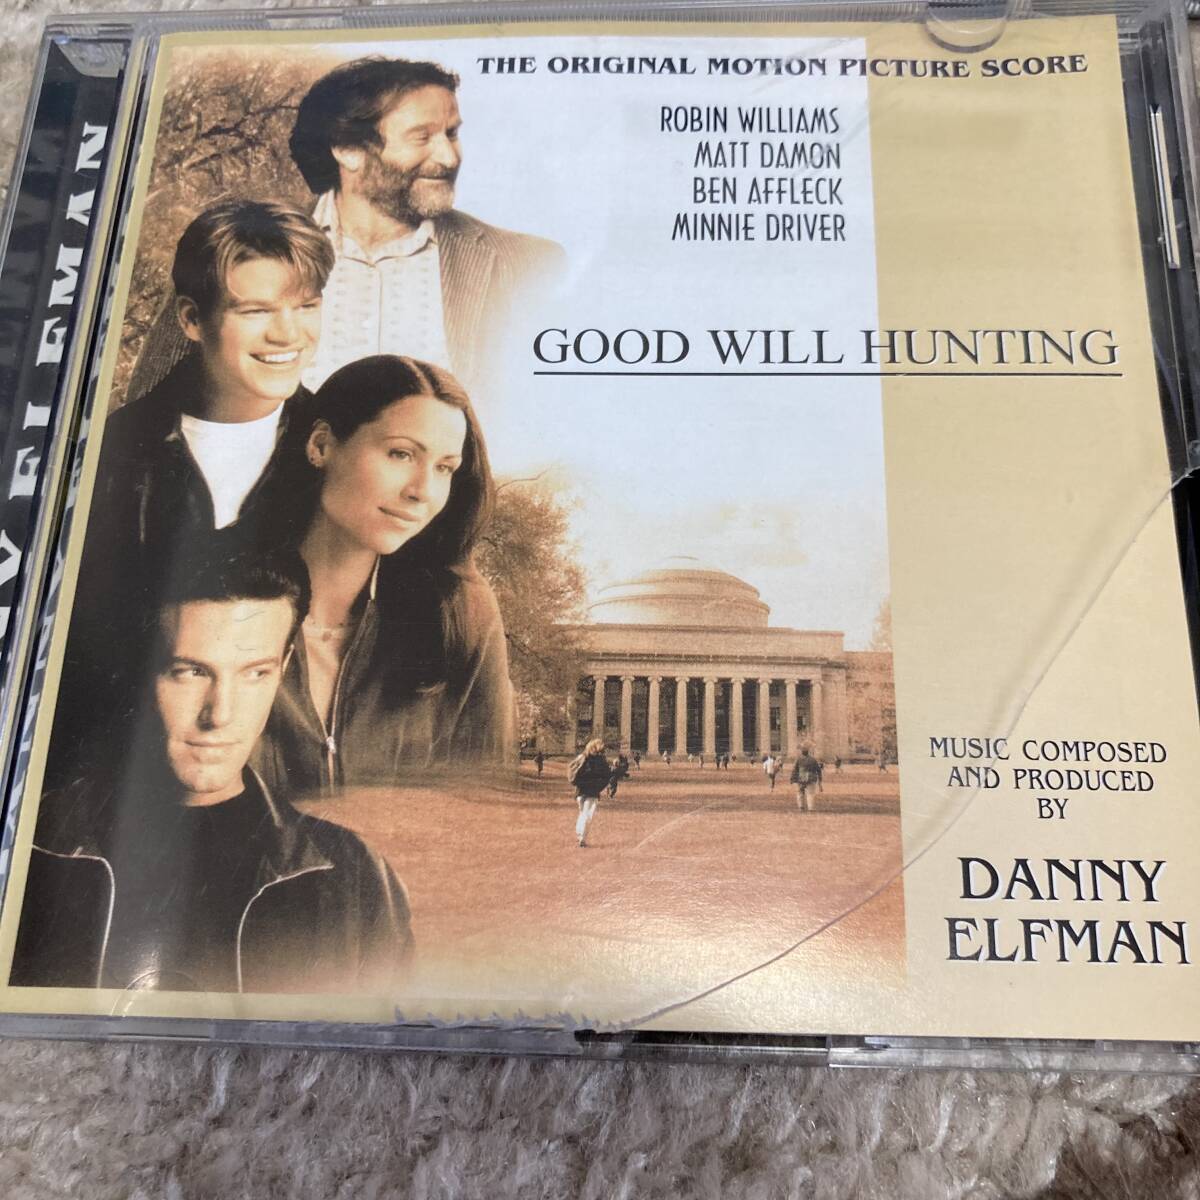 THE ORIGINAL MOTION PICTURE SCORE
ROBIN WILLIAMS
MATT DAMON
BEN AFFLECK
MINNIE DRIVER
GOOD WILL HUNTING
MUSIC COMPOSED
AND PRODUCED
BY
DANNY
ELFMAN
ELFMAN